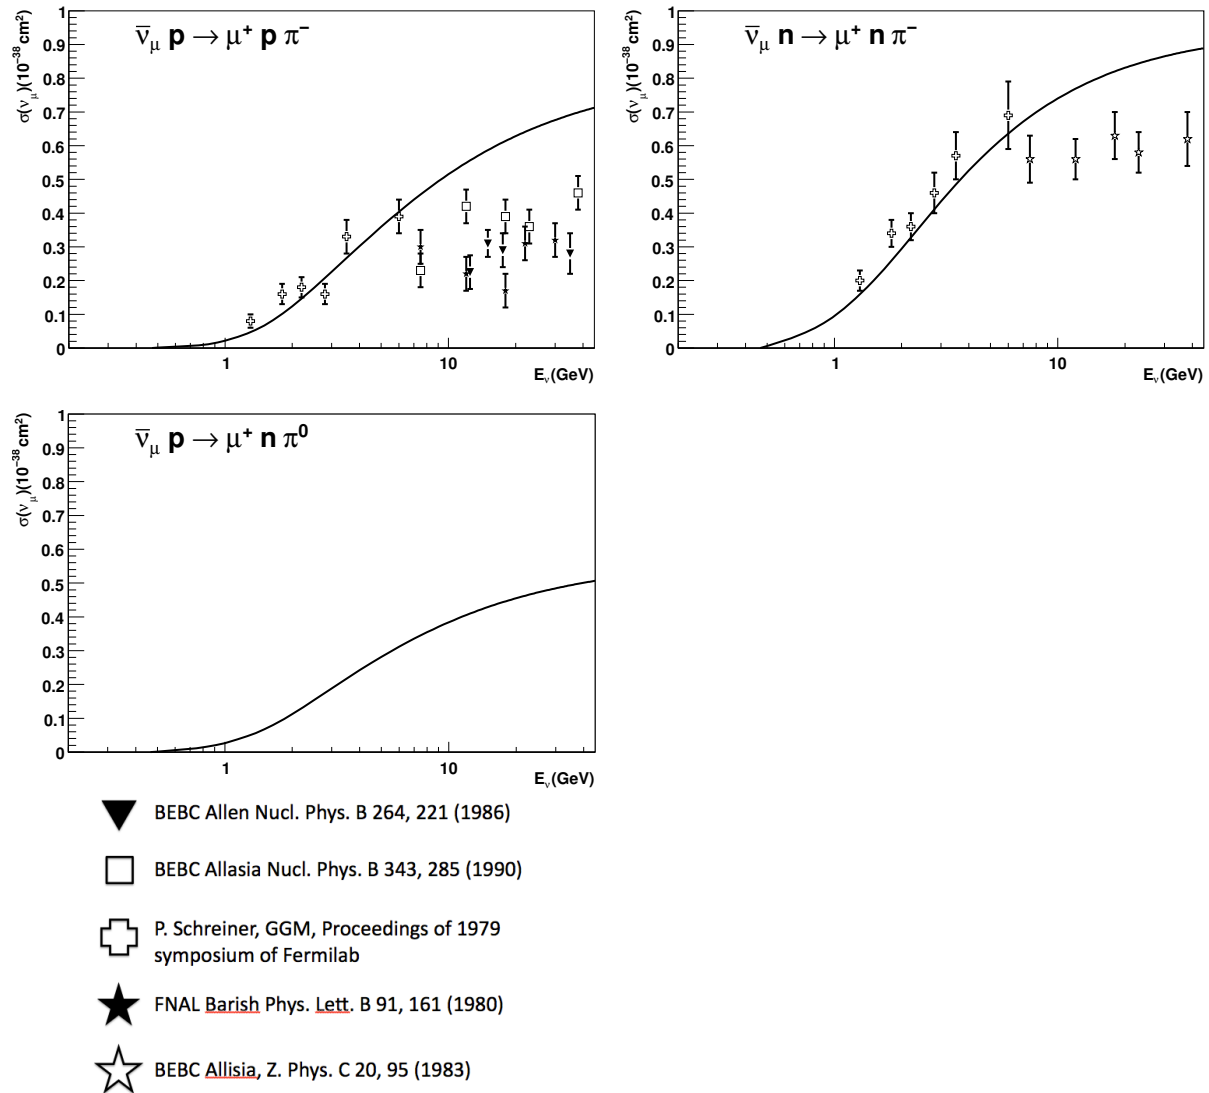 ν̅μ p → μ⁺ p π⁻
σ(νμ)(10⁻³⁸cm²)
1
0.9
0.8
0.7
0.6
0.5
0.4
0.3
0.2
0.1
0
1
10
Eν(GeV)
ν̅μ n → μ⁺ n π⁻
σ(νμ)(10⁻³⁸cm²)
1
0.9
0.8
0.7
0.6
0.5
0.4
0.3
0.2
0.1
0
1
10
Eν(GeV)
ν̅μ p → μ⁺ n π⁰
σ(νμ)(10⁻³⁸cm²)
1
0.9
0.8
0.7
0.6
0.5
0.4
0.3
0.2
0.1
0
1
10
Eν(GeV)
BEBC Allen Nucl. Phys. B 264, 221 (1986)
BEBC Allasia Nucl. Phys. B 343, 285 (1990)
P. Schreiner, GGM, Proceedings of 1979
symposium of Fermilab
FNAL Barish Phys. Lett. B 91, 161 (1980)
BEBC Allisia, Z. Phys. C 20, 95 (1983)